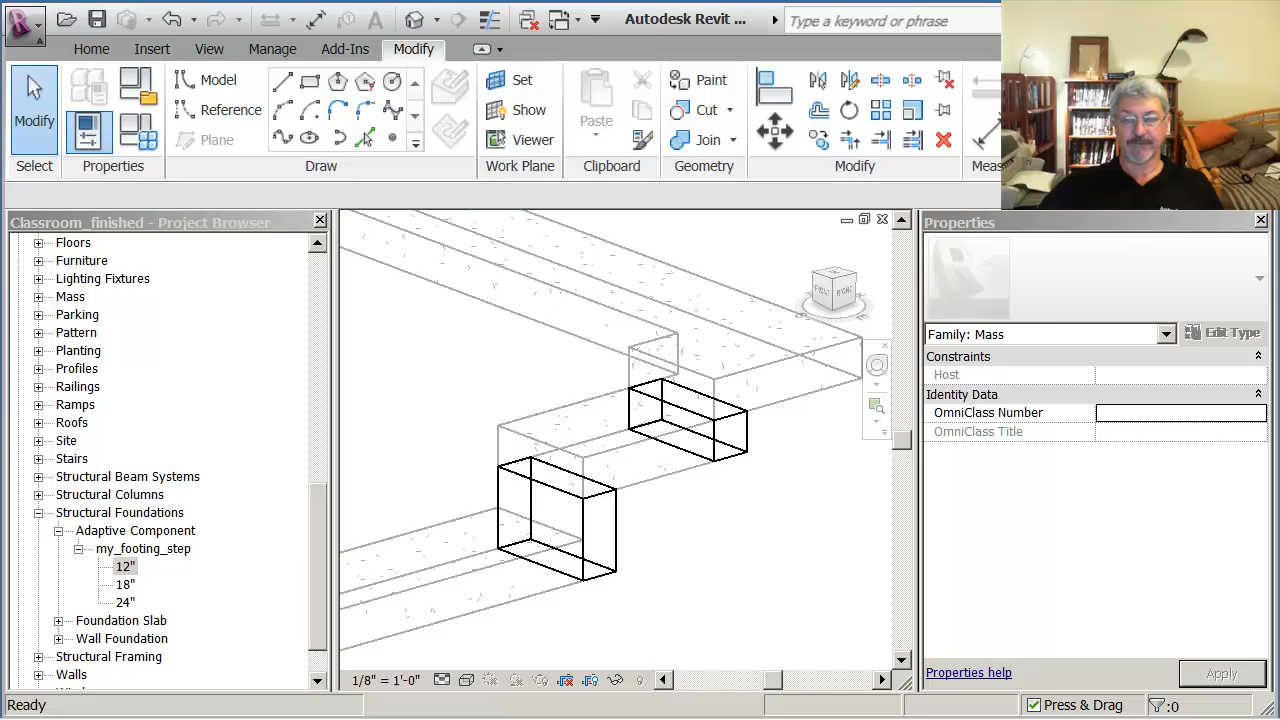 Autodesk Revit ...
Type a keyword or phrase
Home Insert View Manage Add-Ins Modify
Modify
Select
Properties
Model
Reference
Plane
Draw
Set
Show
Viewer
Work Plane
Paste
Clipboard
Paint
Cut
Join
Geometry
Modify
Meas
Classroom_finished - Project Browser
Floors
Furniture
Lighting Fixtures
Mass
Parking
Pattern
Planting
Profiles
Railings
Ramps
Roofs
Site
Stairs
Structural Beam Systems
Structural Columns
Structural Foundations
Adaptive Component
my_footing_step
12"
18"
24"
Foundation Slab
Wall Foundation
Structural Framing
Walls
FRONT RIGHT
1/8" = 1'-0"
Properties
Family: Mass
Edit Type
Constraints
Host
Identity Data
OmniClass Number
OmniClass Title
Properties help
Apply
Ready
Press & Drag
:0